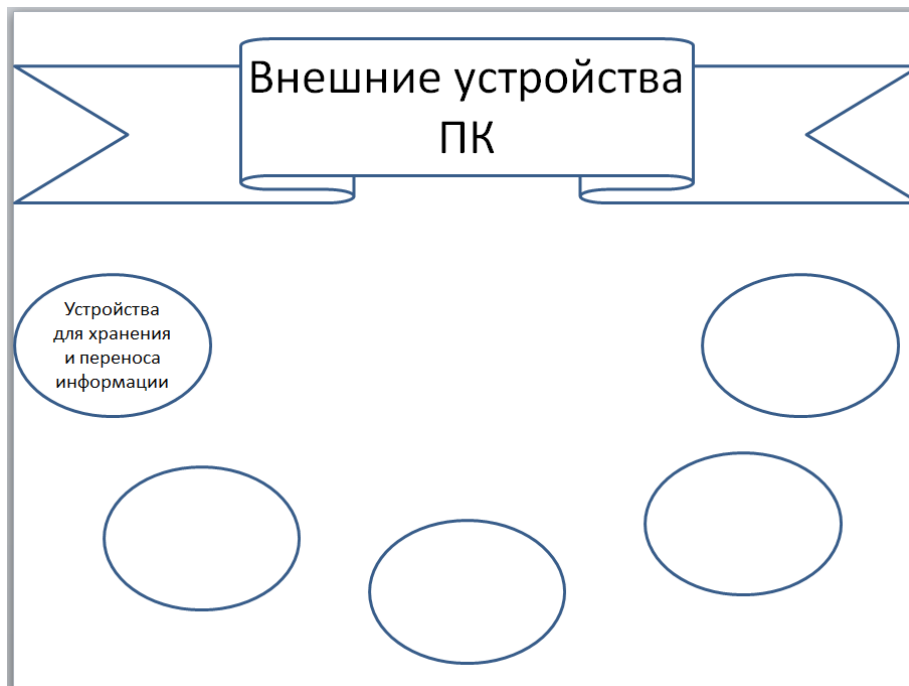 Внешние устройства
ПК
Устройства
для хранения
и переноса
информации